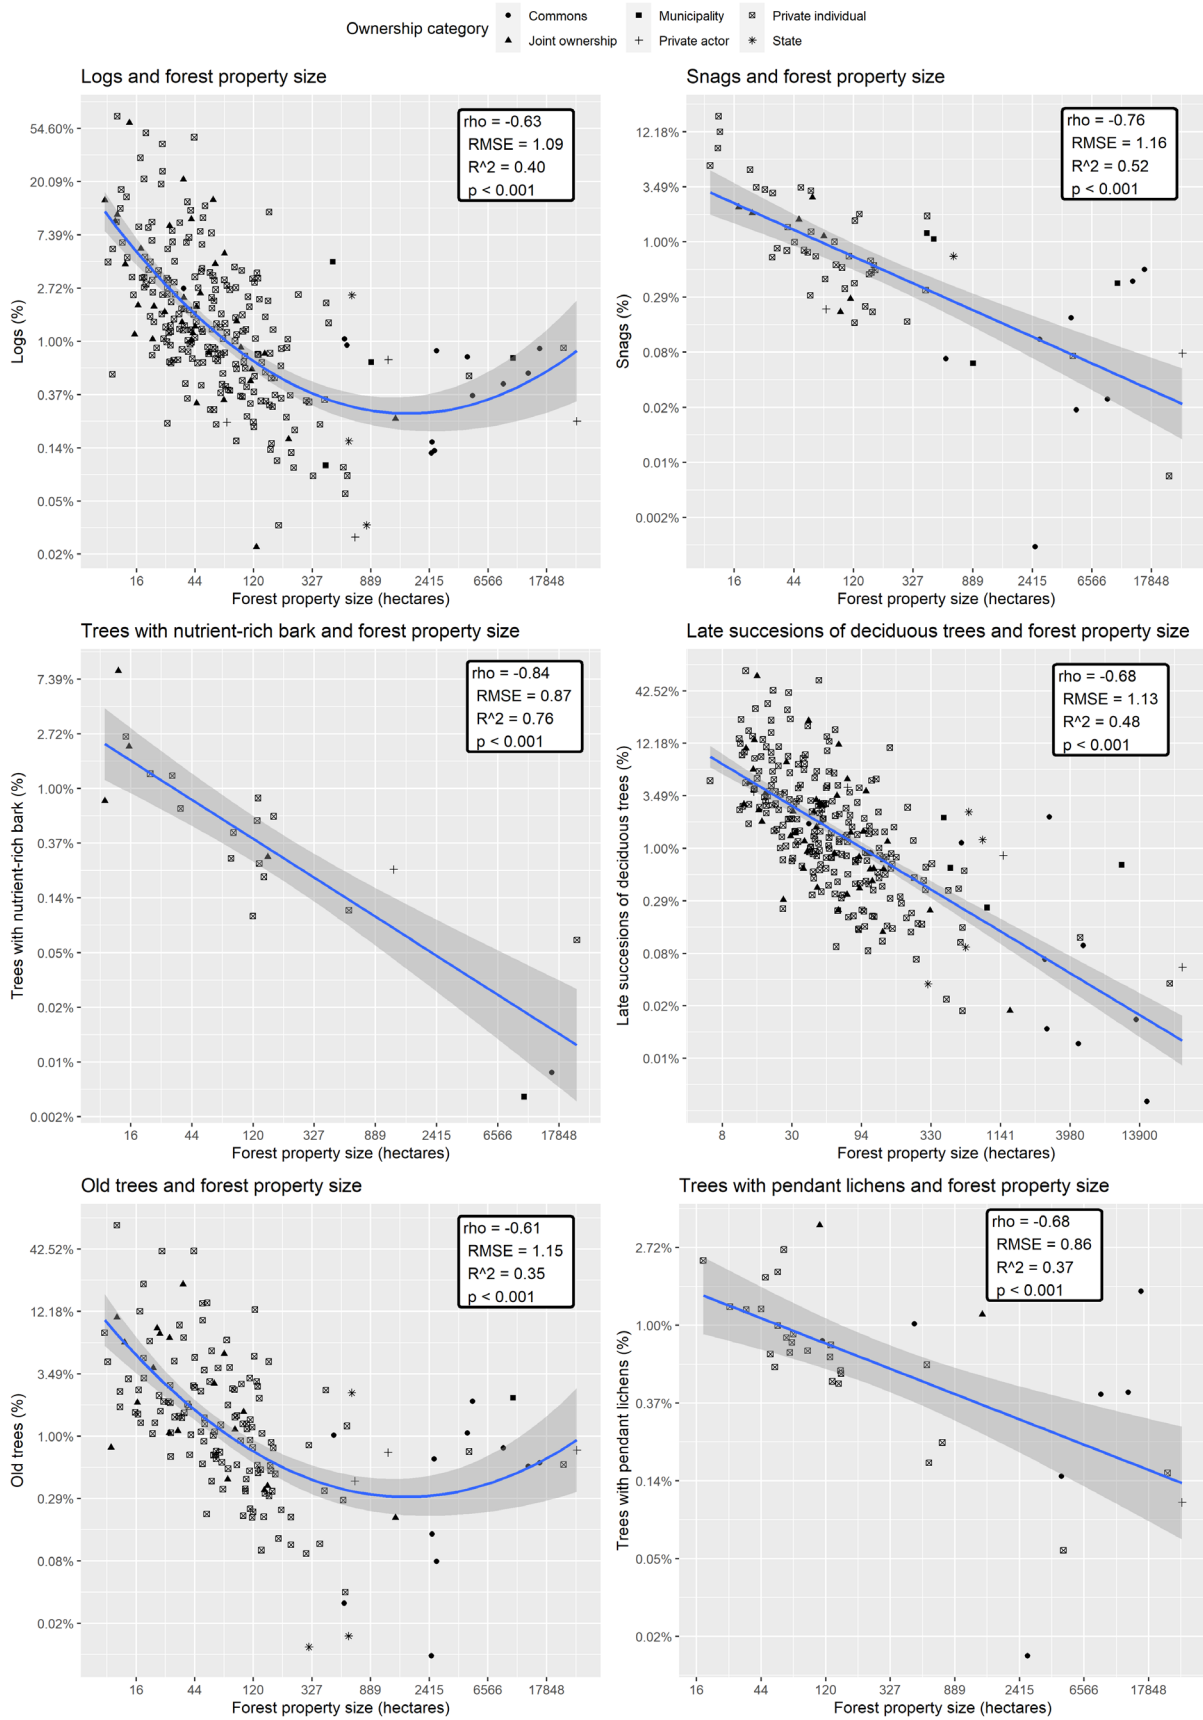 Ownership category
Commons
Municipality
Private individual
Joint ownership
Private actor
State
Logs and forest property size
rho = -0.63
RMSE = 1.09
R^2 = 0.40
p < 0.001
54.60%
20.09%
7.39%
2.72%
1.00%
0.37%
0.14%
0.05%
0.02%
Logs (%)
16 44 120 327 889 2415 6566 17848
Forest property size (hectares)
Snags and forest property size
rho = -0.76
RMSE = 1.16
R^2 = 0.52
p < 0.001
12.18%
3.49%
1.00%
0.29%
0.08%
0.02%
0.01%
0.002%
Snags (%)
16 44 120 327 889 2415 6566 17848
Forest property size (hectares)
Trees with nutrient-rich bark and forest property size
rho = -0.84
RMSE = 0.87
R^2 = 0.76
p < 0.001
7.39%
2.72%
1.00%
0.37%
0.14%
0.05%
0.02%
0.01%
0.002%
Trees with nutrient-rich bark (%)
16 44 120 327 889 2415 6566 17848
Forest property size (hectares)
Late succesions of deciduous trees and forest property size
rho = -0.68
RMSE = 1.13
R^2 = 0.48
p < 0.001
42.52%
12.18%
3.49%
1.00%
0.29%
0.08%
0.02%
0.01%
Late succesions of deciduous trees (%)
8 30 94 330 1141 3980 13900
Forest property size (hectares)
Old trees and forest property size
rho = -0.61
RMSE = 1.15
R^2 = 0.35
p < 0.001
42.52%
12.18%
3.49%
1.00%
0.29%
0.08%
0.02%
Old trees (%)
16 44 120 327 889 2415 6566 17848
Forest property size (hectares)
Trees with pendant lichens and forest property size
rho = -0.68
RMSE = 0.86
R^2 = 0.37
p < 0.001
2.72%
1.00%
0.37%
0.14%
0.05%
0.02%
Trees with pendant lichens (%)
16 44 120 327 889 2415 6566 17848
Forest property size (hectares)